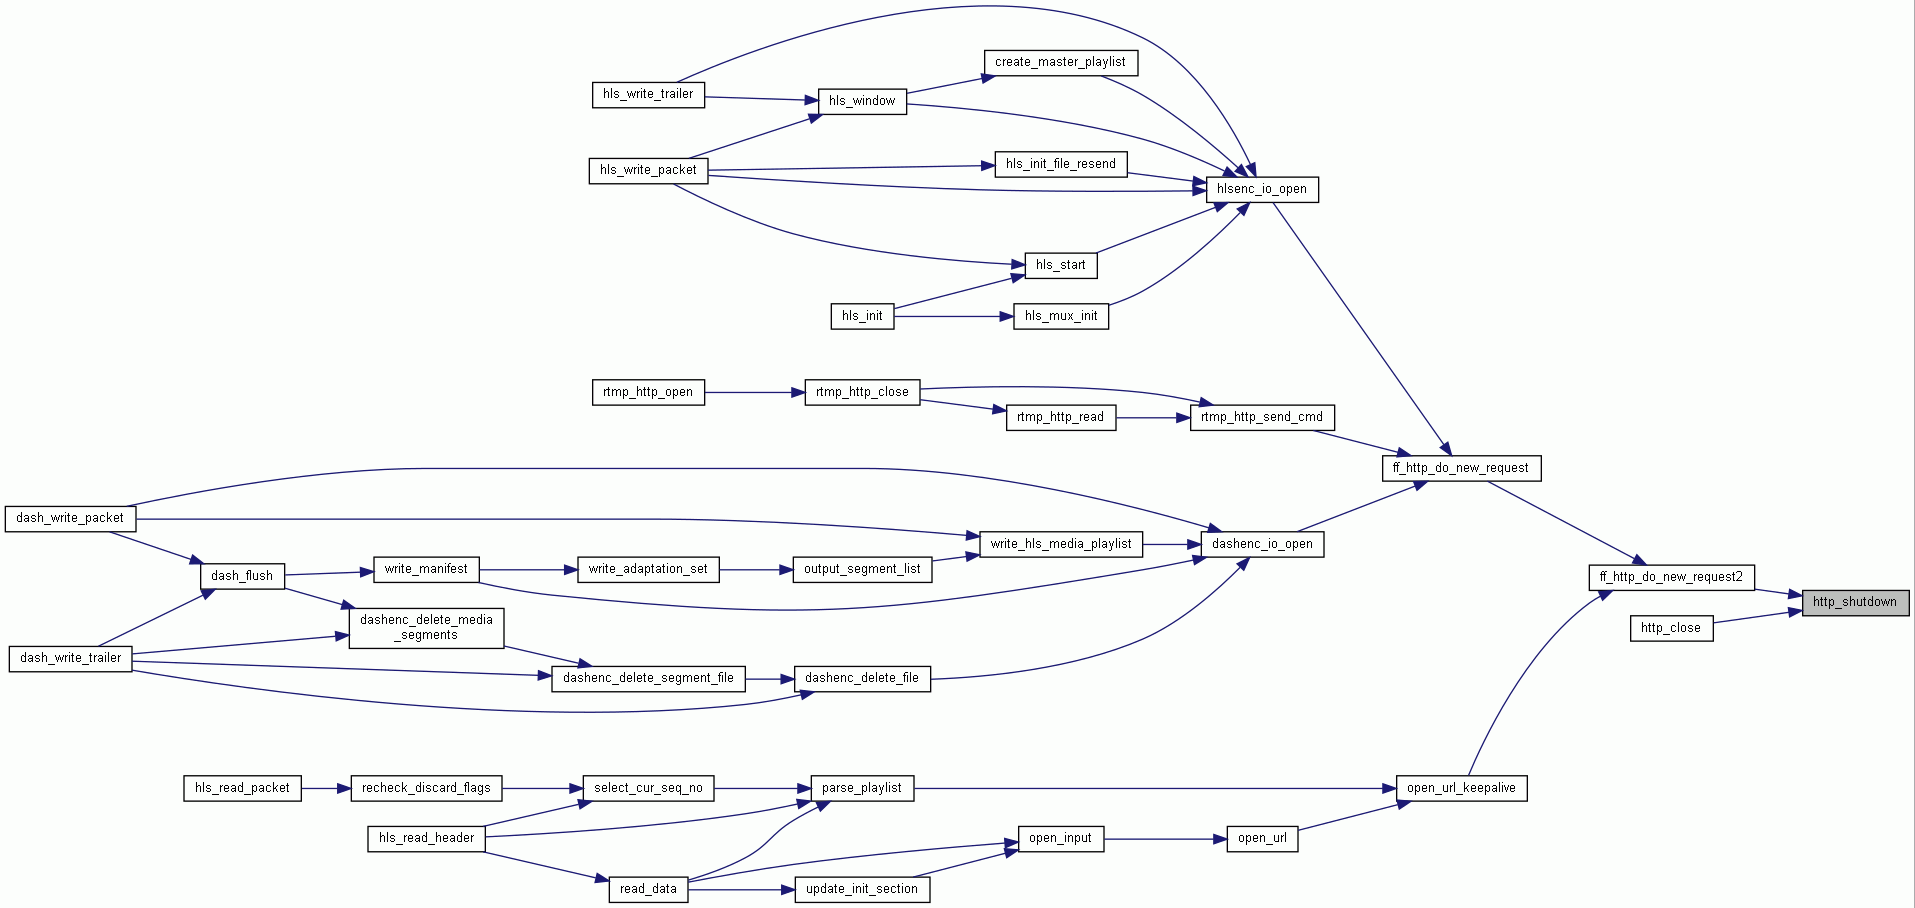 create_master_playlist
hls_write_trailer
hls_window
hls_write_packet
hls_init_file_resend
hlsenc_io_open
hls_start
hls_init
hls_mux_init
rtmp_http_open
rtmp_http_close
rtmp_http_read
rtmp_http_send_cmd
ff_http_do_new_request
dash_write_packet
write_hls_media_playlist
dashenc_io_open
dash_flush
write_manifest
write_adaptation_set
output_segment_list
ff_http_do_new_request2
http_shutdown
dashenc_delete_media
_segments
http_close
dash_write_trailer
dashenc_delete_segment_file
dashenc_delete_file
hls_read_packet
recheck_discard_flags
select_cur_seq_no
parse_playlist
open_url_keepalive
hls_read_header
open_input
open_url
read_data
update_init_section